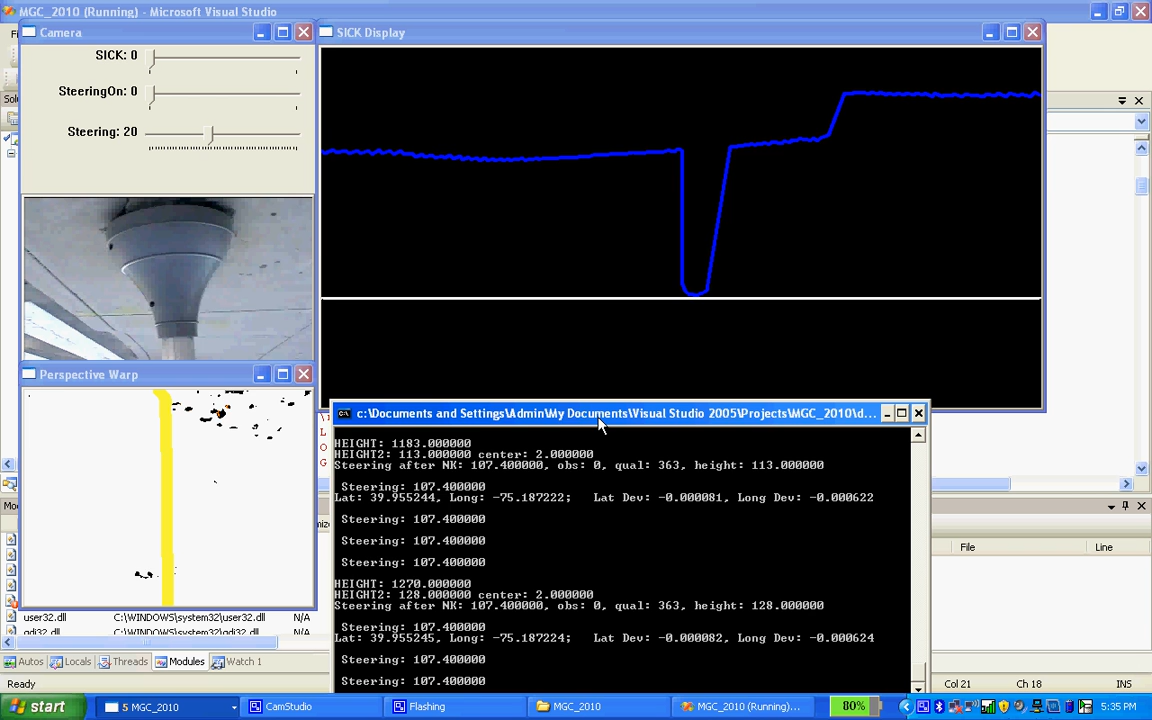 MGC_2010 (Running) - Microsoft Visual Studio
Camera
SICK Display
SICK: 0
SteeringOn: 0
Steering: 20
Perspective Warp
c:\Documents and Settings\Admin\My Documents\Visual Studio 2005\Projects\MGC_2010\d...
HEIGHT: 1183.000000
HEIGHT2: 113.000000 center: 2.000000
Steering after NK: 107.400000, obs: 0, qual: 363, height: 113.000000
Steering: 107.400000
Lat: 39.955244, Long: -75.187222; Lat Dev: -0.000081, Long Dev: -0.000622
Steering: 107.400000
Steering: 107.400000
Steering: 107.400000
HEIGHT: 1270.000000
HEIGHT2: 128.000000 center: 2.000000
Steering after NK: 107.400000, obs: 0, qual: 363, height: 128.000000
Steering: 107.400000
Lat: 39.955245, Long: -75.187224; Lat Dev: -0.000082, Long Dev: -0.000624
Steering: 107.400000
Steering: 107.400000
File Line
user32.dll C:\WINDOWS\system32\user32.dll N/A
gdi32.dll C:\WINDOWS\system32\gdi32.dll N/A
Autos Locals Threads Modules Watch 1
Ready Col 21 Ch 18 INS
start 5 MGC_2010 CamStudio Flashing MGC_2010 MGC_2010 (Running)... 80% 5:35 PM